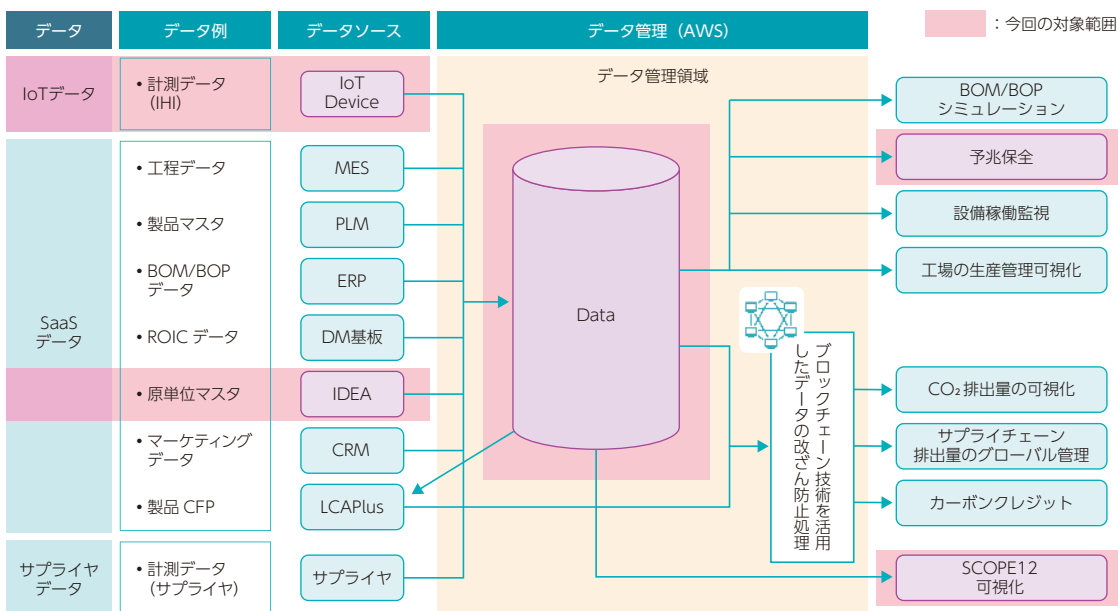 データ
データ例
データソース
データ管理（AWS）
：今回の対象範囲
IoTデータ
• 計測データ
(IHI)
IoT
Device
データ管理領域
BOM/BOP
シミュレーション
SaaS
データ
• 工程データ
MES
予兆保全
• 製品マスタ
PLM
設備稼働監視
• BOM/BOP
データ
ERP
工場の生産管理可視化
Data
• ROIC データ
DM基板
• 原単位マスタ
IDEA
• マーケティング
データ
CRM
• 製品 CFP
LCAPlus
ブロックチェーン技術を活用
したデータの改ざん防止処理
CO₂ 排出量の可視化
サプライチェーン
排出量のグローバル管理
カーボンクレジット
サプライヤ
データ
• 計測データ
(サプライヤ)
サプライヤ
SCOPE12
可視化